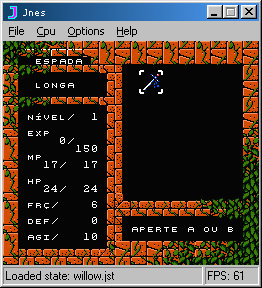 Jnes
File Cpu Options Help
ESPADA
LONGA
NÍVEL/ 1
EXP
0/
150
MP
17/ 17
HP
24/ 24
FRÇ/ 6
DEF/ 0
AGI/ 10
APERTE A OU B
Loaded state: willow.jst FPS: 61